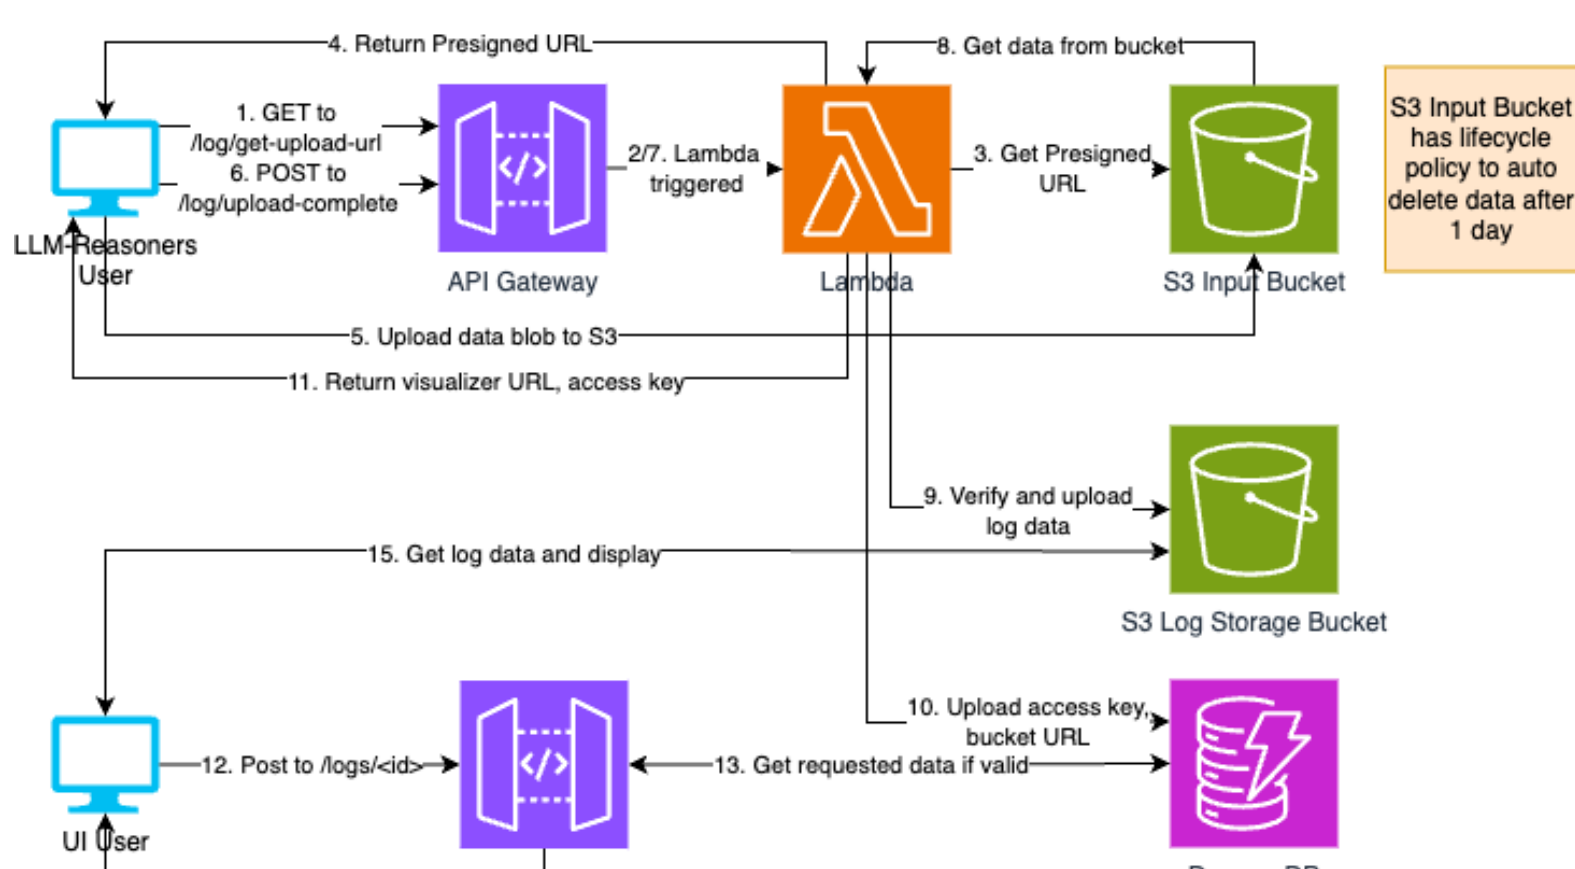 4. Return Presigned URL
8. Get data from bucket
1. GET to
/log/get-upload-url
6. POST to
/log/upload-complete
2/7. Lambda
triggered
3. Get Presigned
URL
S3 Input Bucket
has lifecycle
policy to auto
delete data after
1 day
LLM-Reasoners
User
API Gateway
Lambda
S3 Input Bucket
5. Upload data blob to S3
11. Return visualizer URL, access key
9. Verify and upload
log data
15. Get log data and display
S3 Log Storage Bucket
10. Upload access key,
bucket URL
12. Post to /logs/<id>
13. Get requested data if valid
UI User